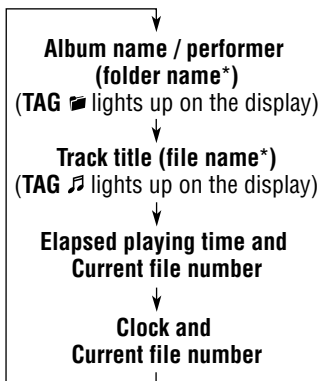 Album name / performer
(folder name*)
(TAG 📁 lights up on the display)
Track title (file name*)
(TAG 🎵 lights up on the display)
Elapsed playing time and
Current file number
Clock and
Current file number